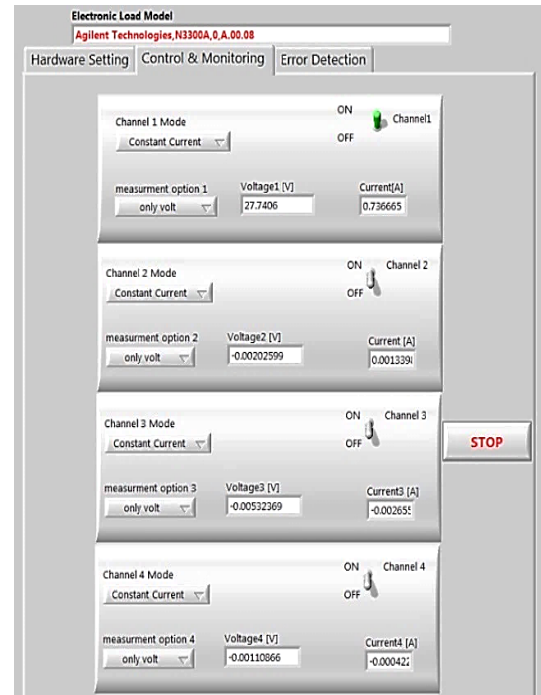 Electronic Load Model
Agilent Technologies,N3300A,0,A.00.08
Hardware Setting Control & Monitoring Error Detection
ON Channel1
Channel 1 Mode
OFF
Constant Current
measurment option 1 Voltage1 [V] Current[A]
only volt 27.7406 0.736665
ON Channel 2
Channel 2 Mode
Constant Current OFF
measurment option 2 Voltage2 [V] Current [A]
only volt -0.00202599
ON Channel 3
Channel 3 Mode
Constant Current OFF
STOP
measurment option 3 Voltage3 [V] Current3 [A]
only volt -0.00532369
ON Channel 4
Channel 4 Mode
Constant Current OFF
measurment option 4 Voltage4 [V] Current4 [A]
only volt -0.00110866